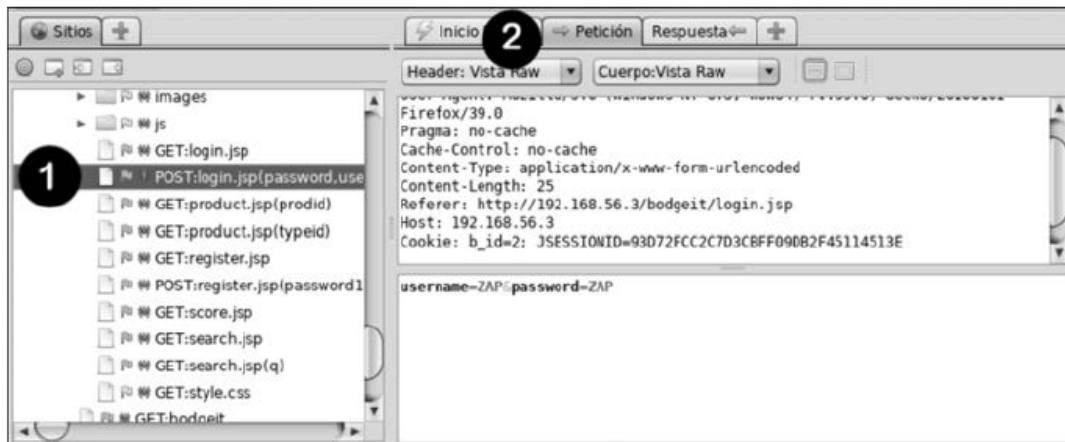 Sitios
Inicio
2
Petición
Respuesta
Header: Vista Raw
Cuerpo:Vista Raw
images
js
GET:login.jsp
1
POST:login.jsp(password,use
GET:product.jsp(prodid)
GET:product.jsp(typeid)
GET:register.jsp
POST:register.jsp(password1
GET:score.jsp
GET:search.jsp
GET:search.jsp(q)
GET:style.css
GET:bodgeit
Firefox/39.0
Pragma: no-cache
Cache-Control: no-cache
Content-Type: application/x-www-form-urlencoded
Content-Length: 25
Referer: http://192.168.56.3/bodgeit/login.jsp
Host: 192.168.56.3
Cookie: b_id=2; JSESSIONID=93D72FCC2C7D3CBFF09DB2F45114513E
username=ZAP&password=ZAP